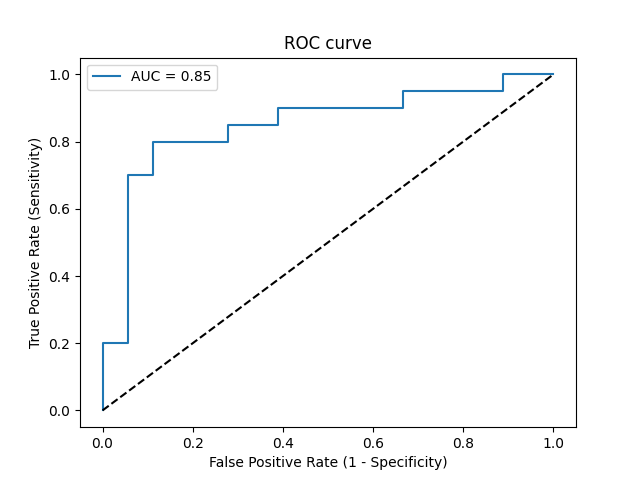 ROC curve
AUC = 0.85
True Positive Rate (Sensitivity)
1.0
0.8
0.6
0.4
0.2
0.0
0.0 0.2 0.4 0.6 0.8 1.0
False Positive Rate (1 - Specificity)